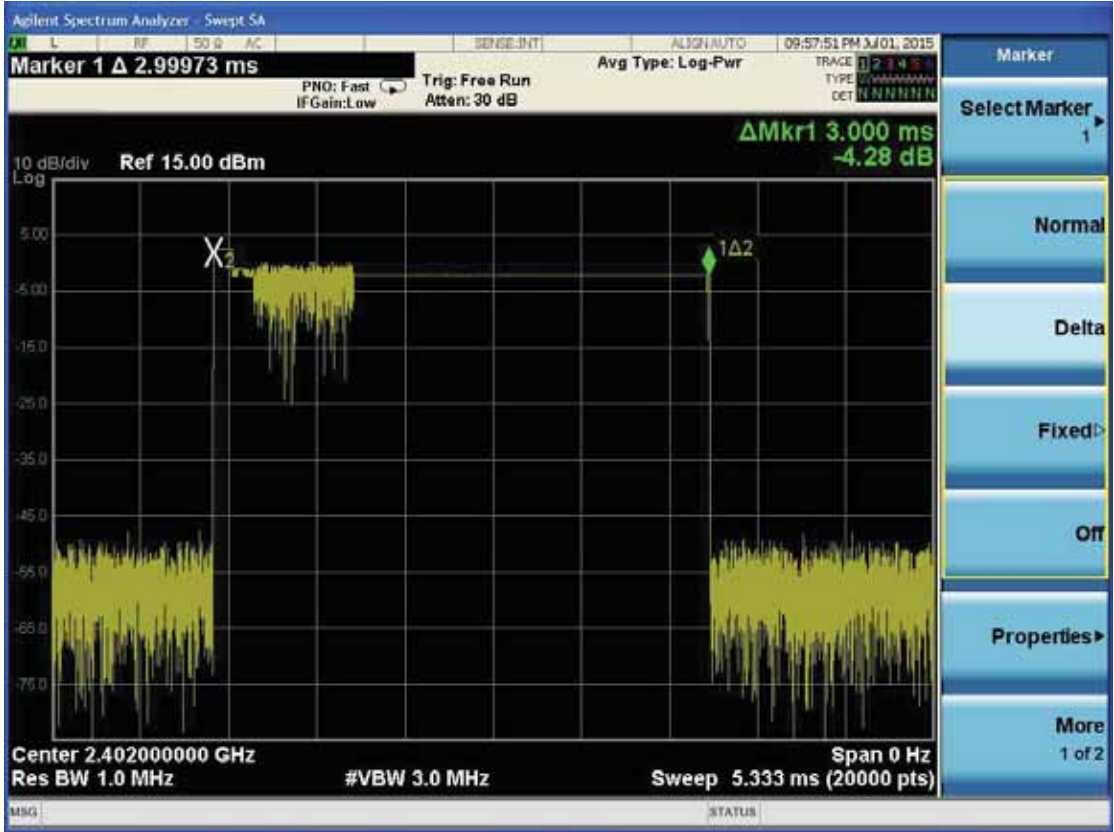 Agilent Spectrum Analyzer - Swept SA
L RF 50 Ω AC SENSE:INT ALIGN AUTO 09:57:51 PM Jul 01, 2015
Marker 1 Δ 2.99973 ms
PNO: Fast
IFGain:Low
Trig: Free Run
Atten: 30 dB
Avg Type: Log-Pwr
TRACE 1 2 3 4 5 6
TYPE
DET N N N N N N
ΔMkr1 3.000 ms
-4.28 dB
10 dB/div
Log
Ref 15.00 dBm
5.00
-5.00
-15.0
-25.0
-35.0
-45.0
-55.0
-65.0
-75.0
2
1Δ2
Center 2.402000000 GHz
Span 0 Hz
Res BW 1.0 MHz
#VBW 3.0 MHz
Sweep 5.333 ms (20000 pts)
MSG
STATUS
Marker
Select Marker
1
Normal
Delta
Fixed
Off
Properties
More
1 of 2